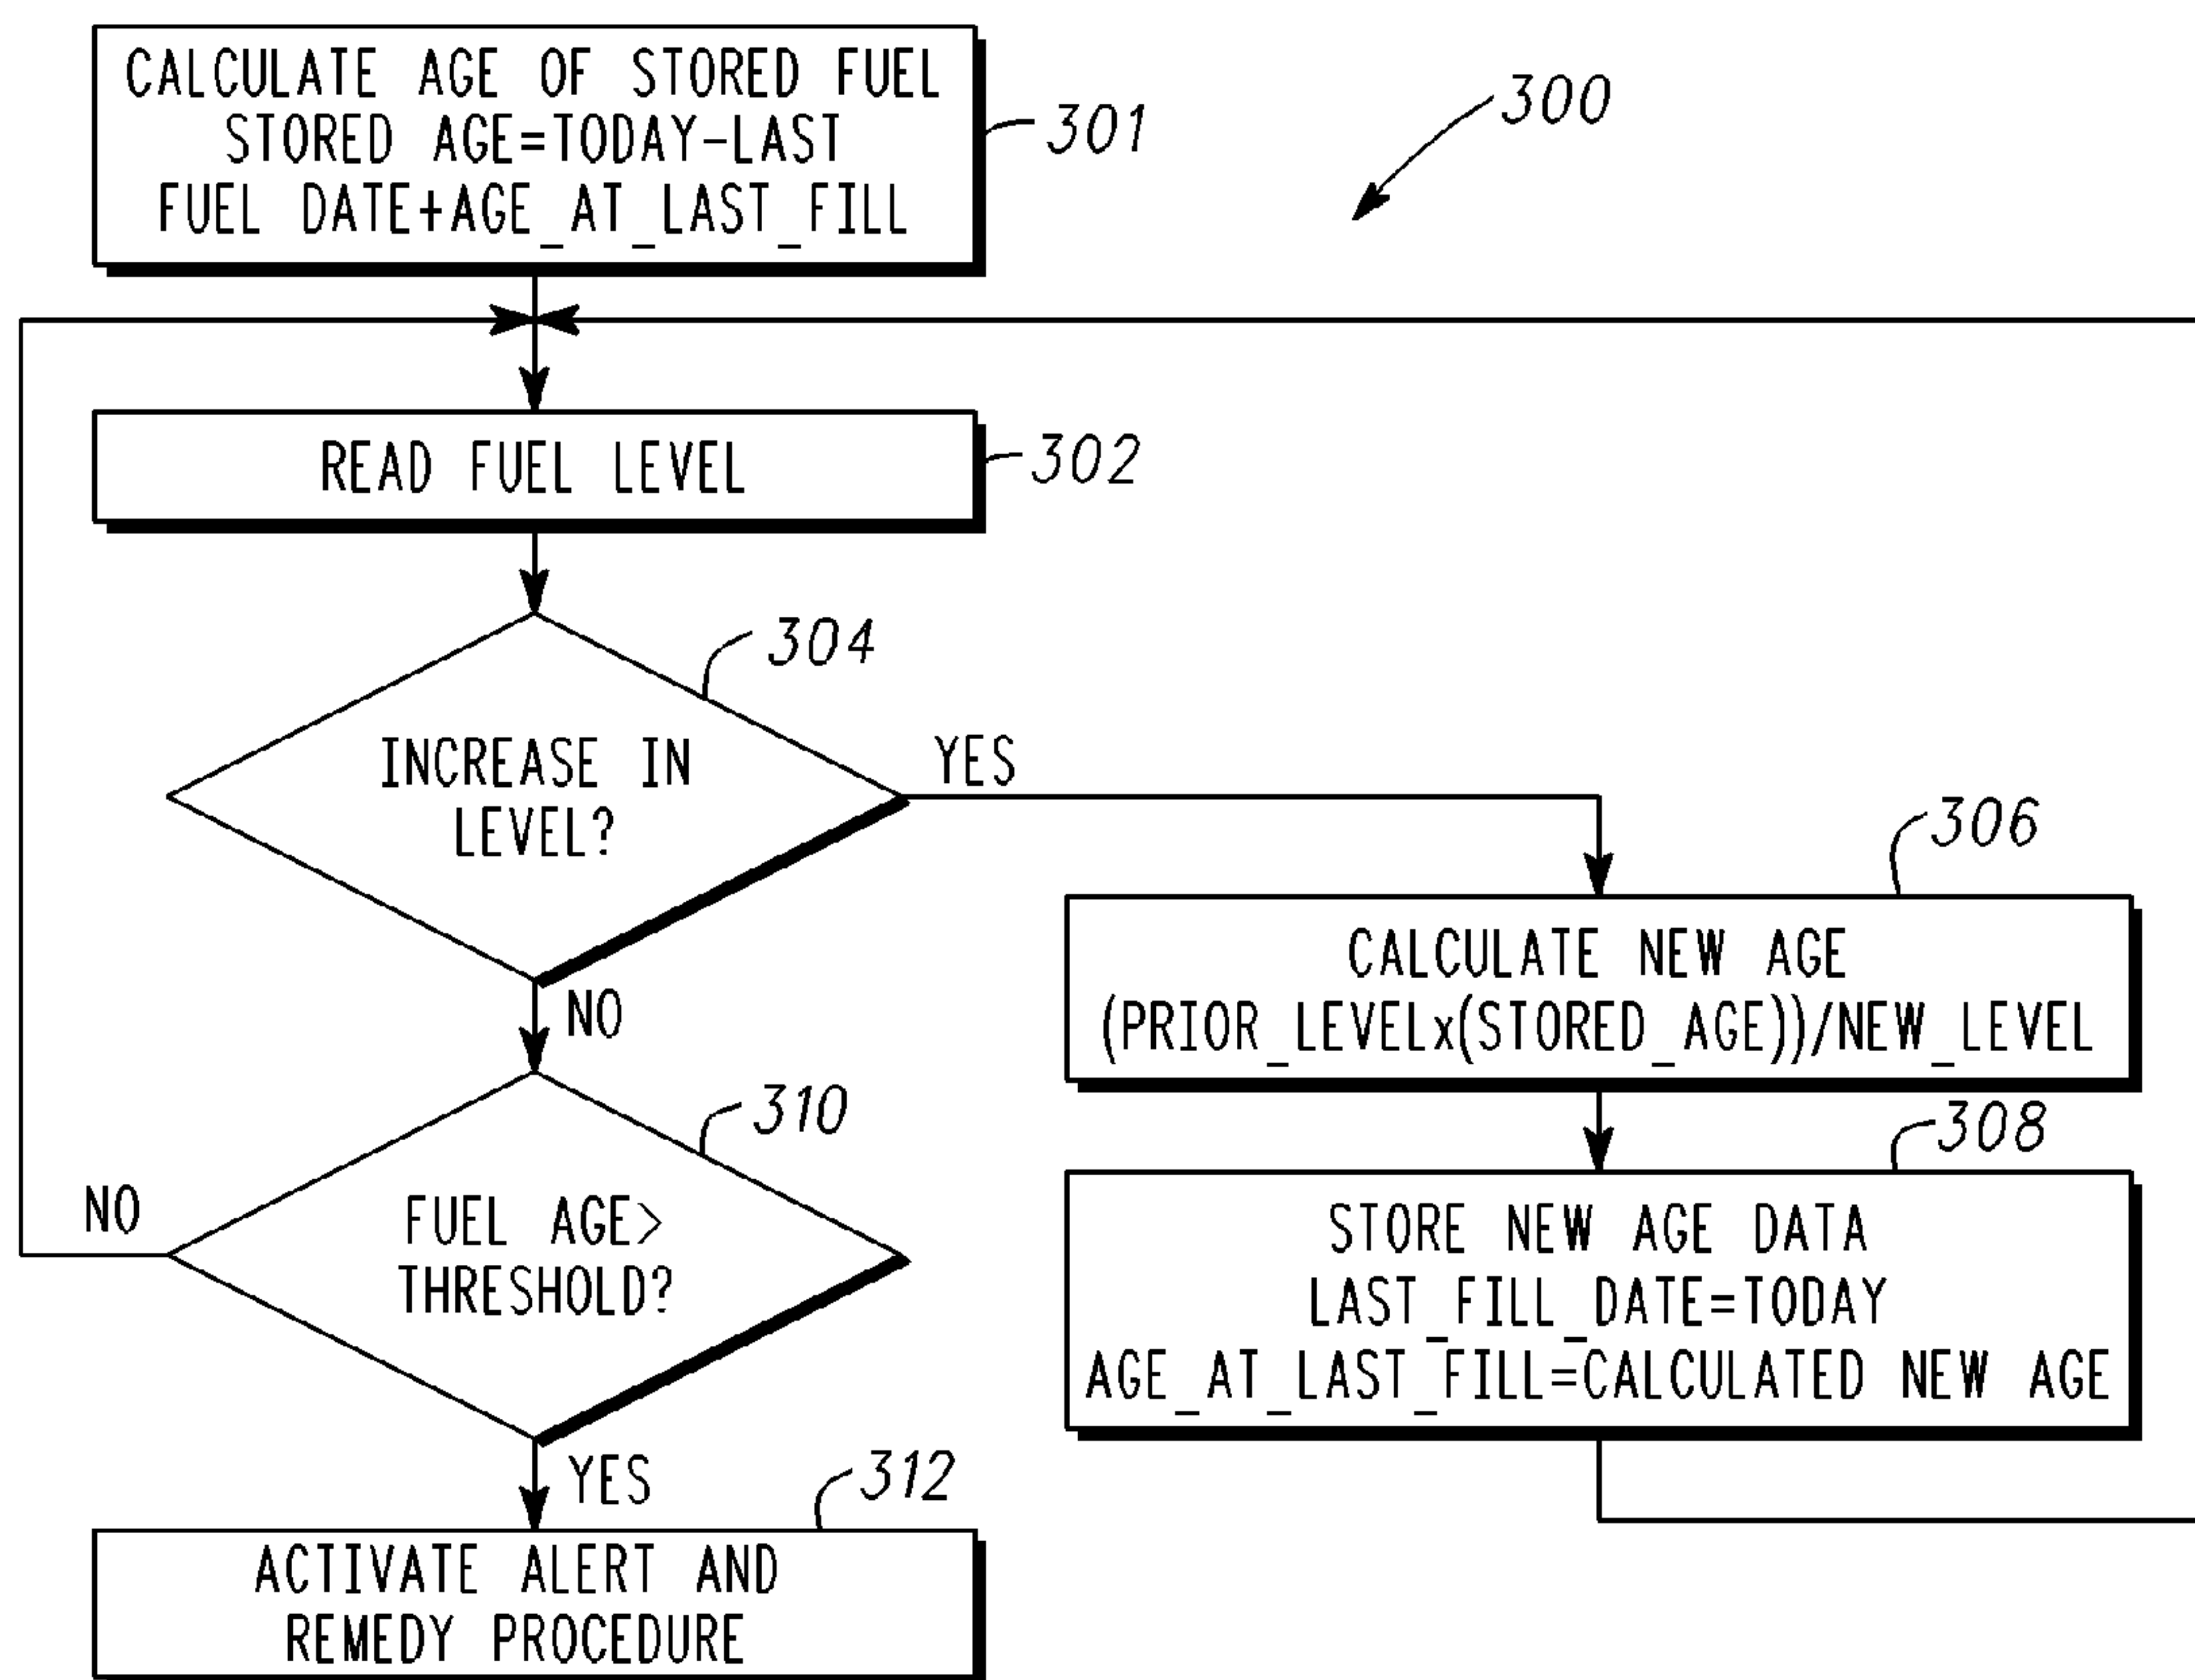 CALCULATE AGE OF STORED FUEL
STORED AGE=TODAY-LAST
FUEL DATE+AGE_AT_LAST_FILL
301
300
READ FUEL LEVEL
302
304
INCREASE IN
LEVEL?
YES
NO
306
CALCULATE NEW AGE
(PRIOR_LEVELx(STORED_AGE))/NEW_LEVEL
308
STORE NEW AGE DATA
LAST_FILL_DATE=TODAY
AGE_AT_LAST_FILL=CALCULATED NEW AGE
310
FUEL AGE>
THRESHOLD?
NO
YES
312
ACTIVATE ALERT AND
REMEDY PROCEDURE